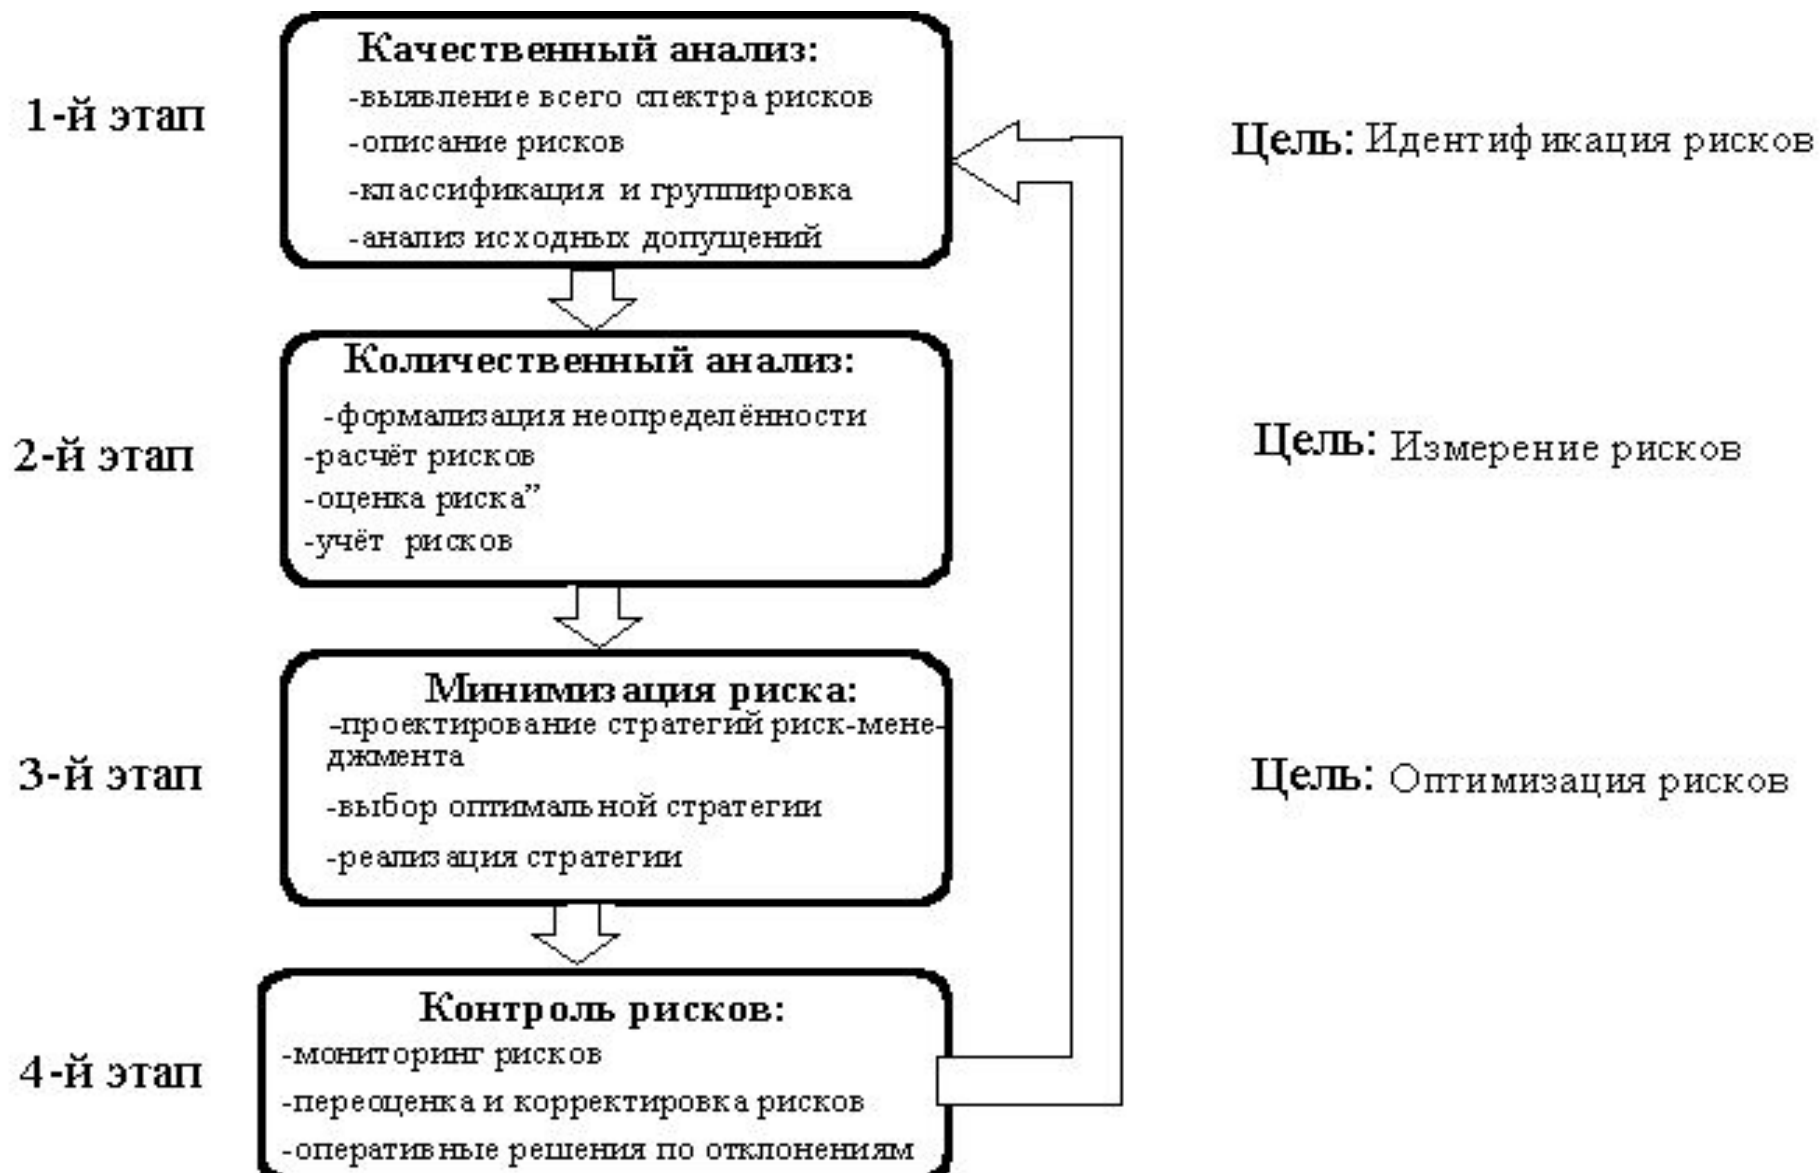 Качественный анализ:
1-й этап
-выявление всего спектра рисков
-описание рисков
-классификация и группировка
-анализ исходных допущений
Цель: Идентификация рисков
Количественный анализ:
2-й этап
-формализация неопределённости
-расчёт рисков
-оценка риска”
-учёт рисков
Цель: Измерение рисков
Минимизация риска:
3-й этап
-проектирование стратегий риск-мене-
джмента
-выбор оптимальной стратегии
-реализация стратегии
Цель: Оптимизация рисков
Контроль рисков:
4-й этап
-мониторинг рисков
-переоценка и корректировка рисков
-оперативные решения по отклонениям